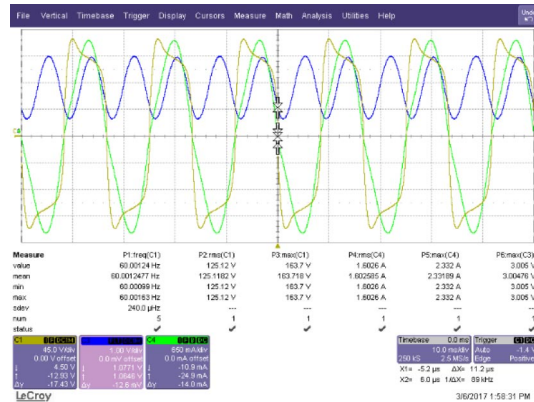 File Vertical Timebase Trigger Display Cursors Measure Math Analysis Utilities Help
Measure P1:freq(C1) P2:rms(C1) P3:max(C1) P4:rms(C4) P5:max(C4) P6:max(C3)
value 60.00124 Hz 125.12 V 163.7 V 1.6026 A 2.332 A 3.005 V
mean 60.0012477 Hz 125.1182 V 163.718 V 1.602585 A 2.33189 A 3.00476 V
min 60.00099 Hz 125.12 V 163.7 V 1.6026 A 2.332 A 3.005 V
max 60.00163 Hz 125.12 V 163.7 V 1.6026 A 2.332 A 3.005 V
sdev 240.0 µHz --- --- --- --- ---
num 5 1 1 1 1 1
status
C1 C4 Timebase 0.0 ms Trigger
45.0 V/div 1.00 V/div 650 mA/div 10.0 ms/div Auto -1.4 V
0.00 V offset 0.0 mV offset 0.0 mA offset 250 kS 2.5 MS/s Edge Positive
4.50 V 1.0771 V -10.9 mA X1= -5.2 µs ΔX= 11.2 µs
-12.93 V 1.0646 V -24.9 mA X2= 6.0 µs 1/ΔX= 89 kHz
Δy -17.43 V Δy -12.6 mV Δy -14.0 mA
LeCroy 3/6/2017 1:58:31 PM